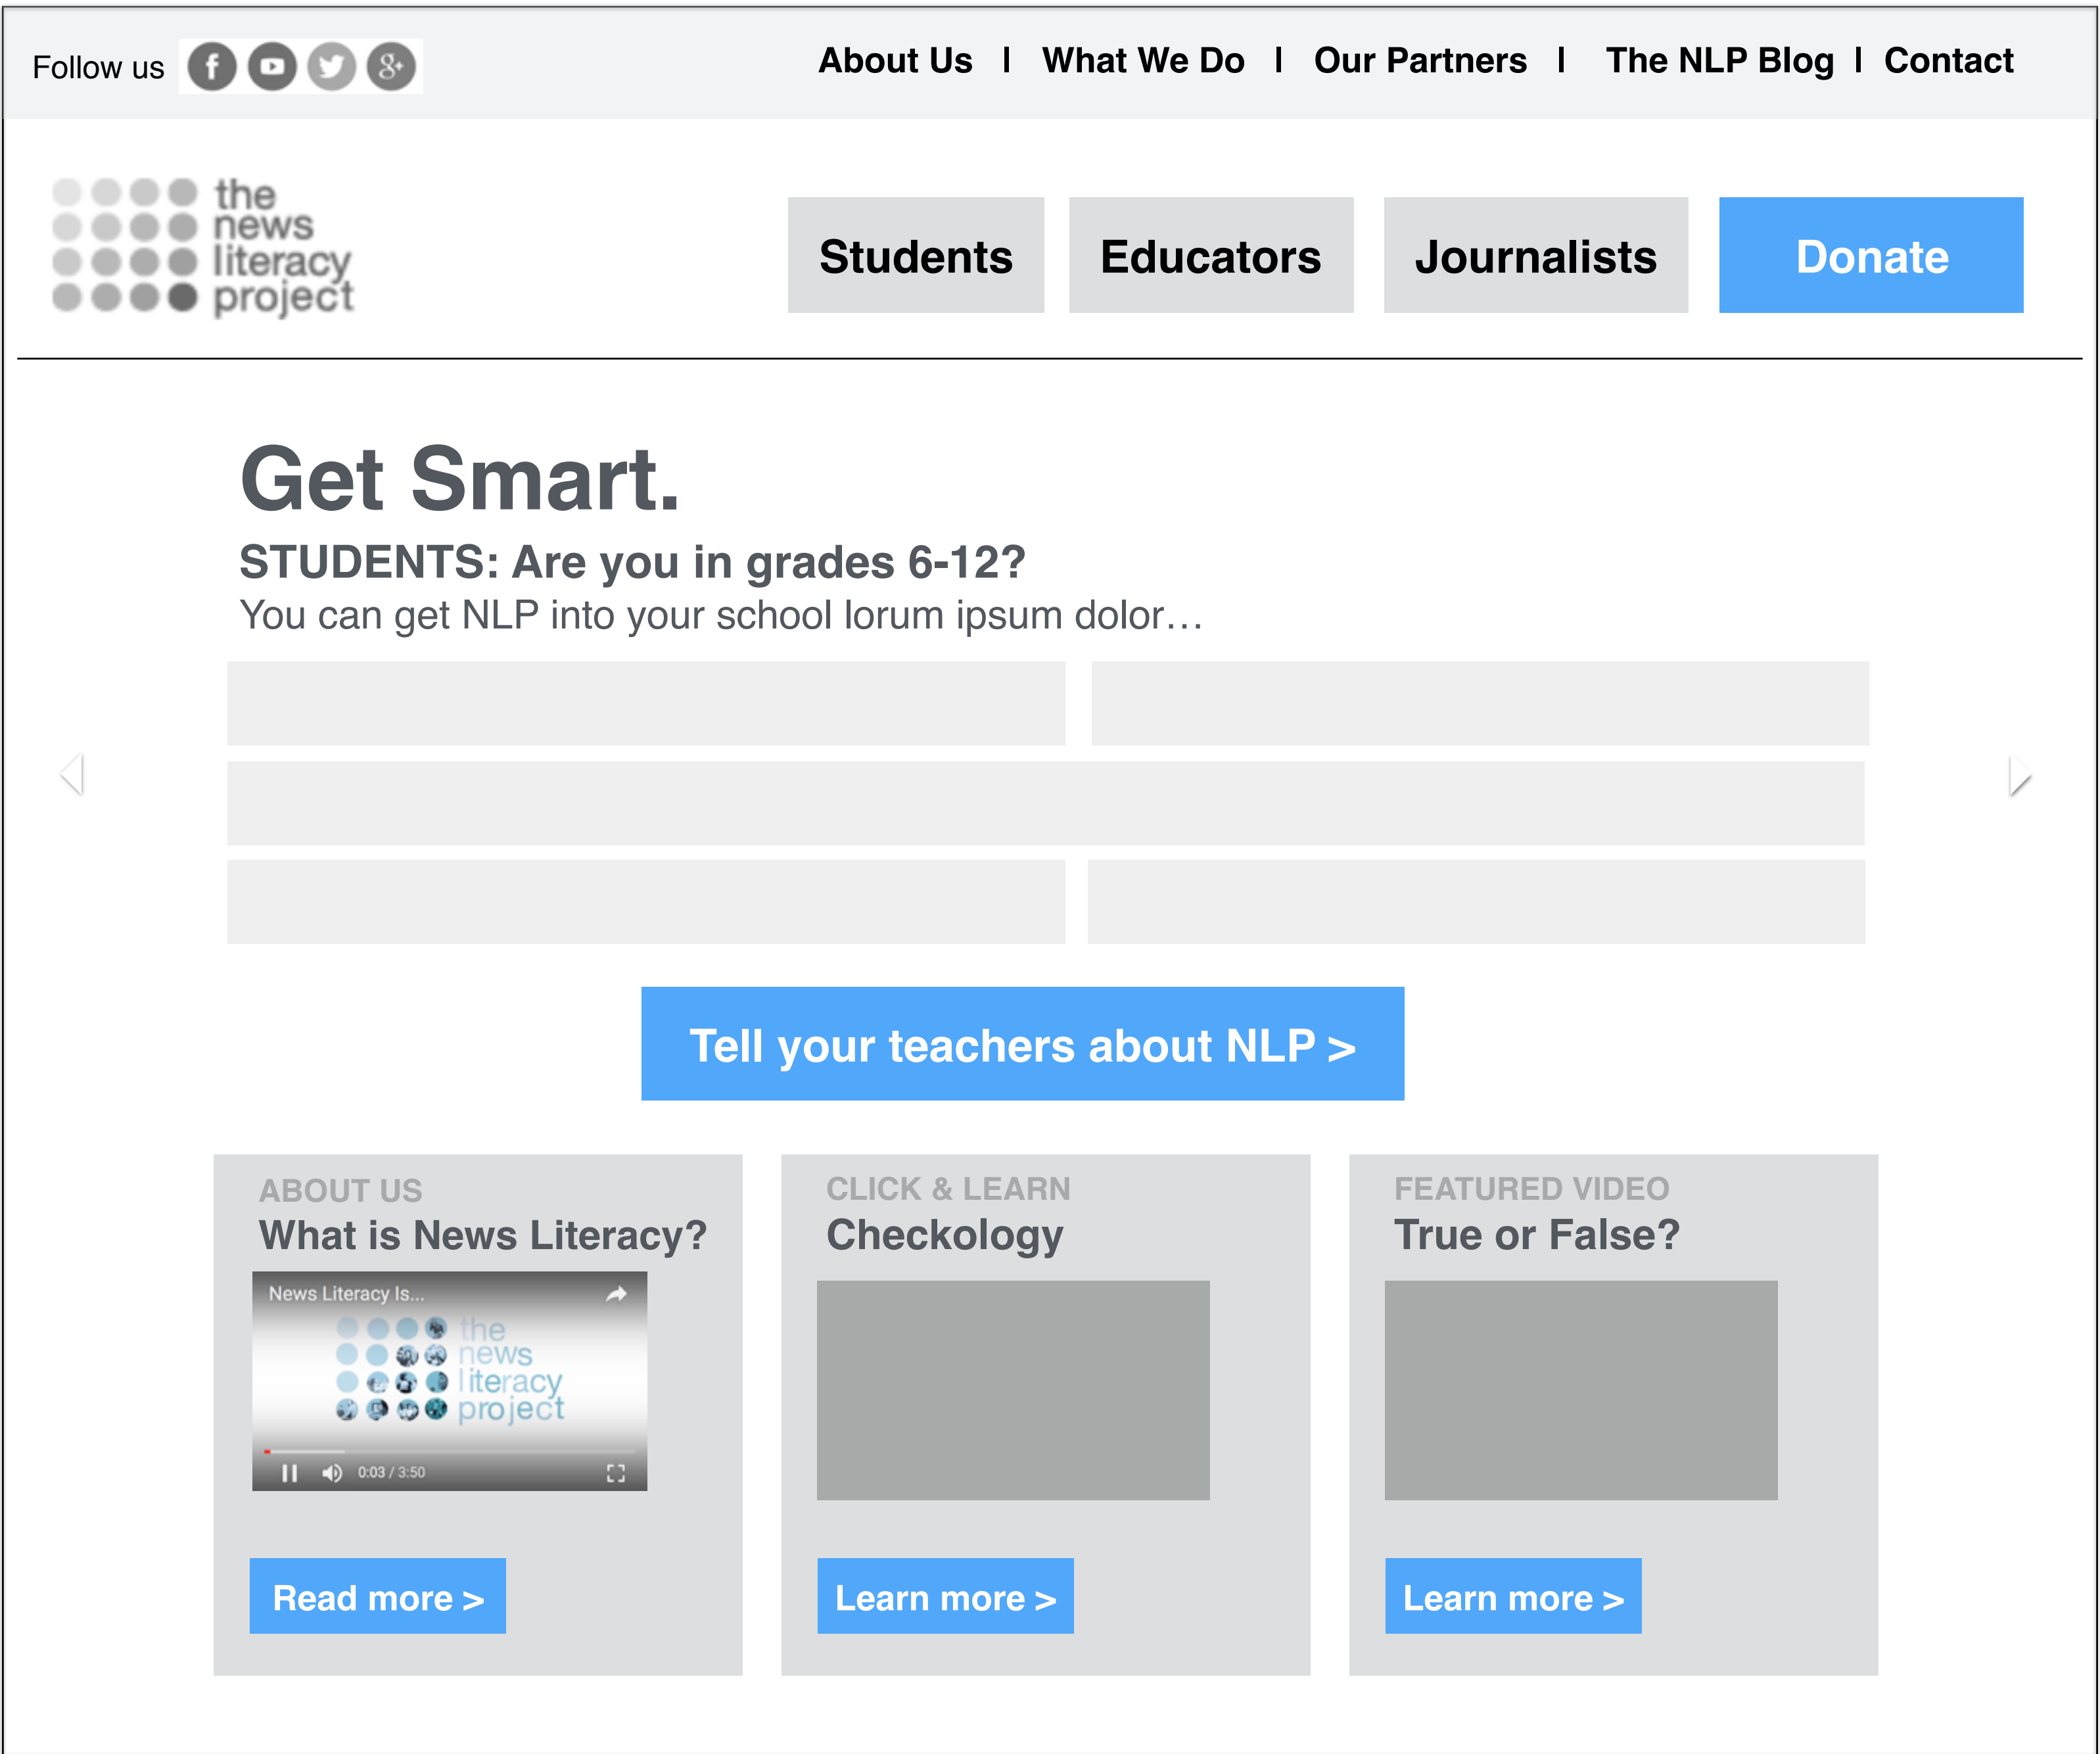 Follow us
About Us | What We Do | Our Partners | The NLP Blog | Contact
the
news
literacy
project
Students
Educators
Journalists
Donate
Get Smart.
STUDENTS: Are you in grades 6-12?
You can get NLP into your school lorum ipsum dolor…
Tell your teachers about NLP >
ABOUT US
What is News Literacy?
News Literacy Is...
the
news
literacy
project
0:03 / 3:50
Read more >
CLICK & LEARN
Checkology
Learn more >
FEATURED VIDEO
True or False?
Learn more >